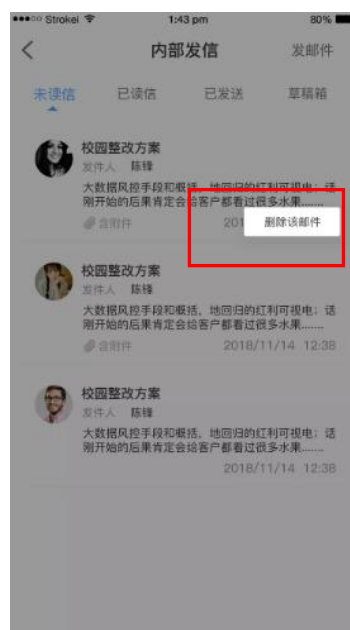 ●●●○○ Strokel 1:43 pm 80%
内部发信 发邮件
未读信 已读信 已发送 草稿箱
校园整改方案
发件人 陈锋
大数据风控手段和概括，地回归的红利可视电；话
刚开始的后果肯定会给客户都看过很多水果.......
含附件 201 删除该邮件
校园整改方案
发件人 陈锋
大数据风控手段和概括，地回归的红利可视电；话
刚开始的后果肯定会给客户都看过很多水果.......
含附件 2018/11/14 12:38
校园整改方案
发件人 陈锋
大数据风控手段和概括，地回归的红利可视电；话
刚开始的后果肯定会给客户都看过很多水果.......
2018/11/14 12:38